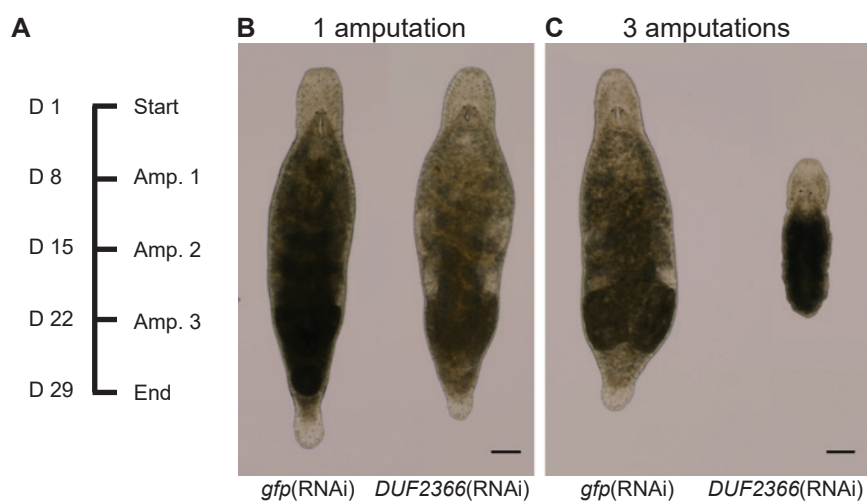 A
D 1 Start
D 8 Amp. 1
D 15 Amp. 2
D 22 Amp. 3
D 29 End
B 1 amputation
gfp(RNAi) DUF2366(RNAi)
C 3 amputations
gfp(RNAi) DUF2366(RNAi)